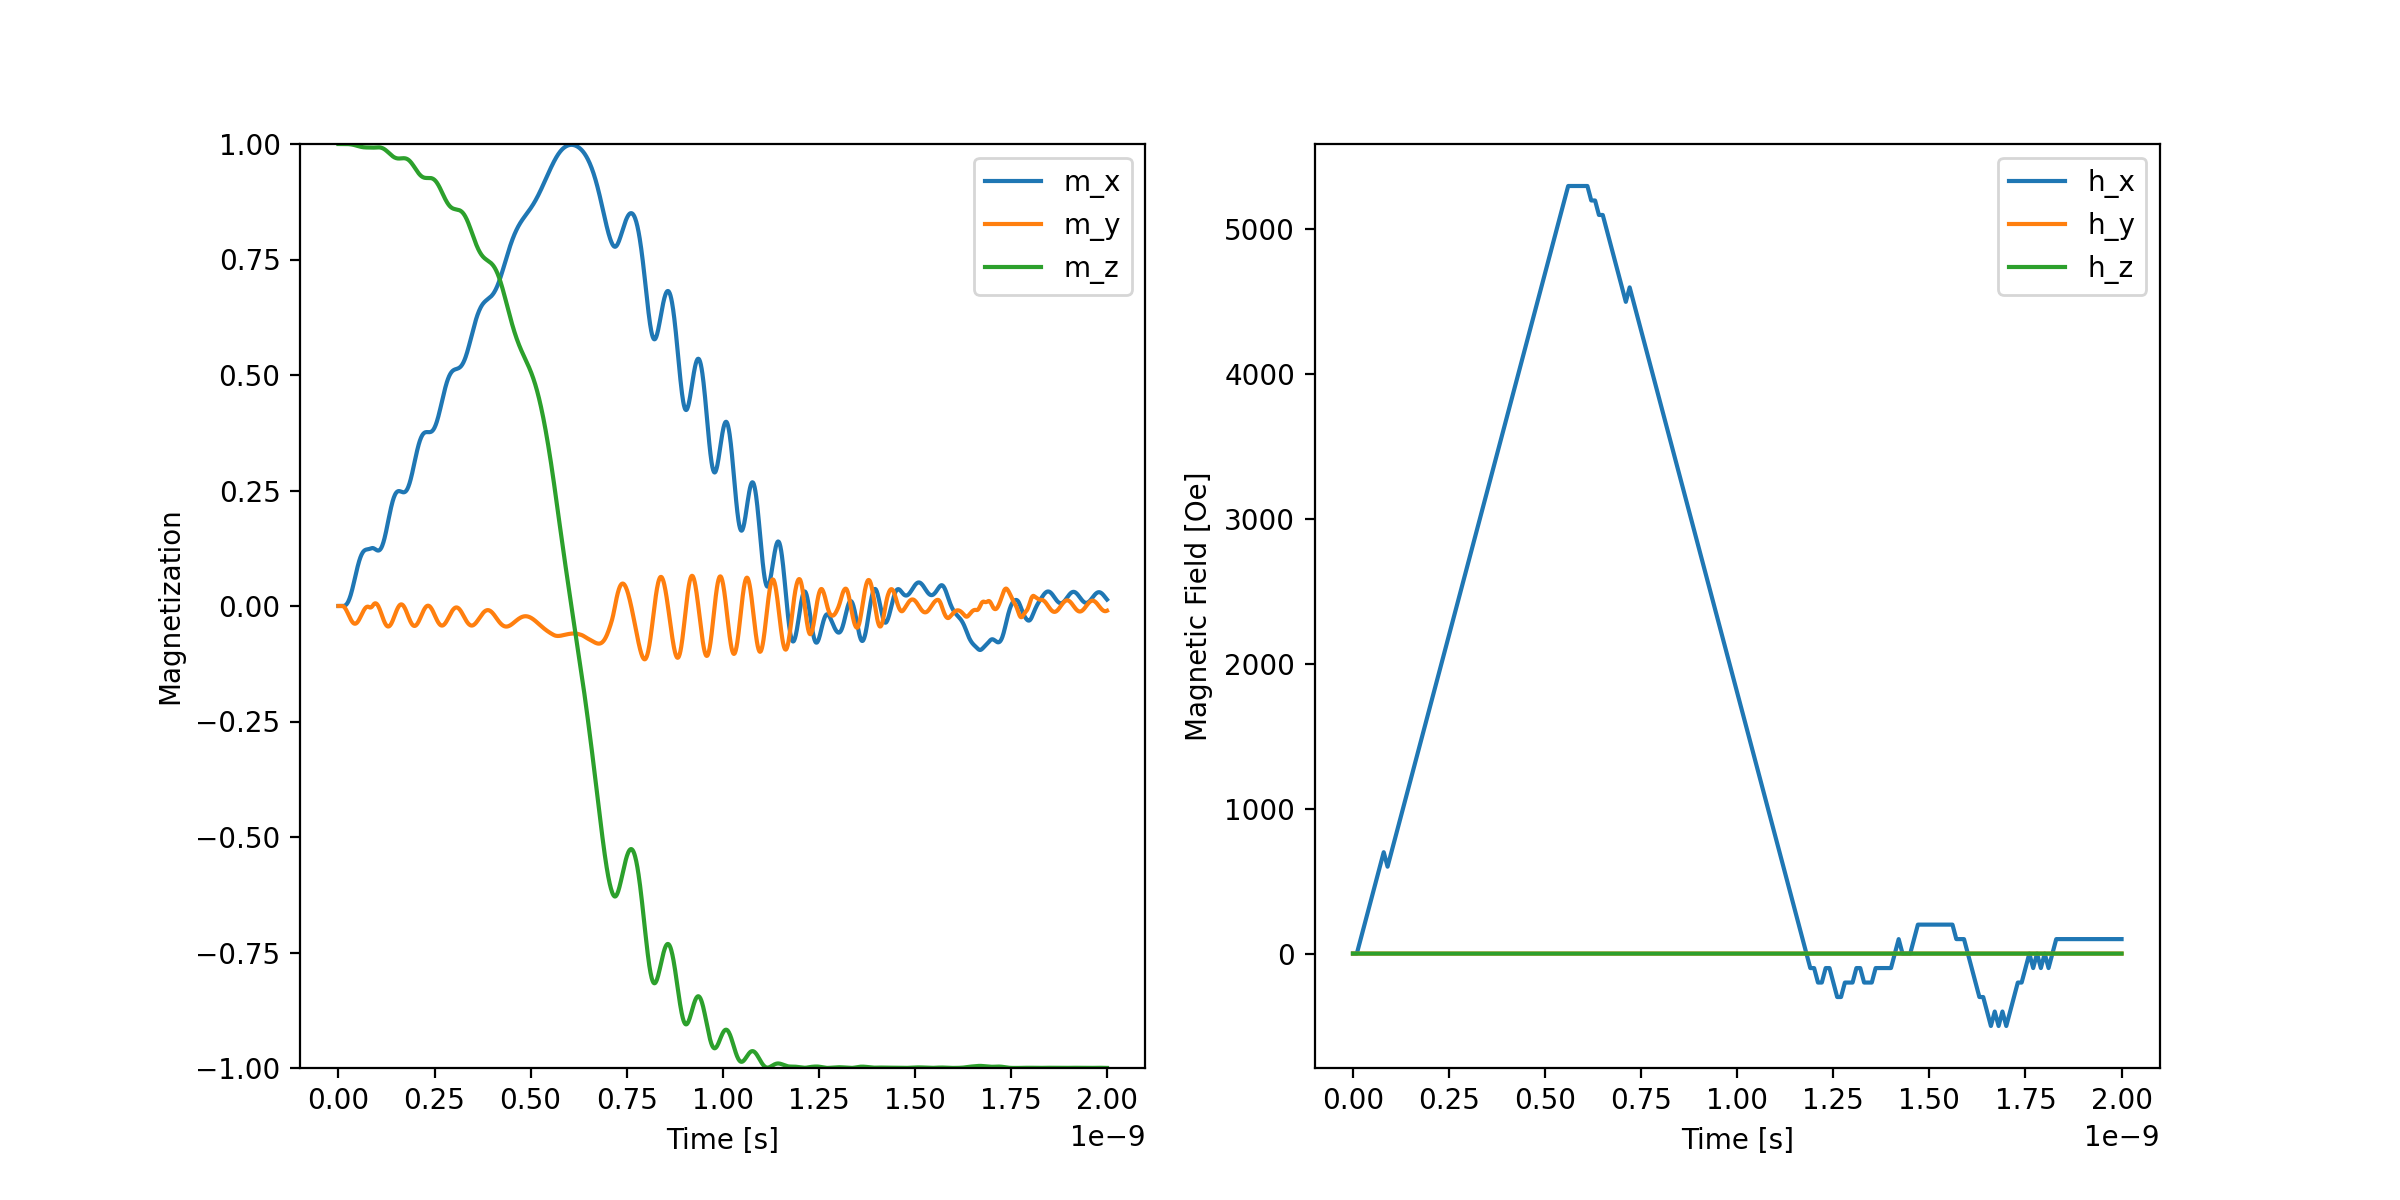 Magnetization
1.00
0.75
0.50
0.25
0.00
−0.25
−0.50
−0.75
−1.00
m_x
m_y
m_z
0.00 0.25 0.50 0.75 1.00 1.25 1.50 1.75 2.00
Time [s]
1e−9
Magnetic Field [Oe]
5000
4000
3000
2000
1000
0
h_x
h_y
h_z
0.00 0.25 0.50 0.75 1.00 1.25 1.50 1.75 2.00
Time [s]
1e−9